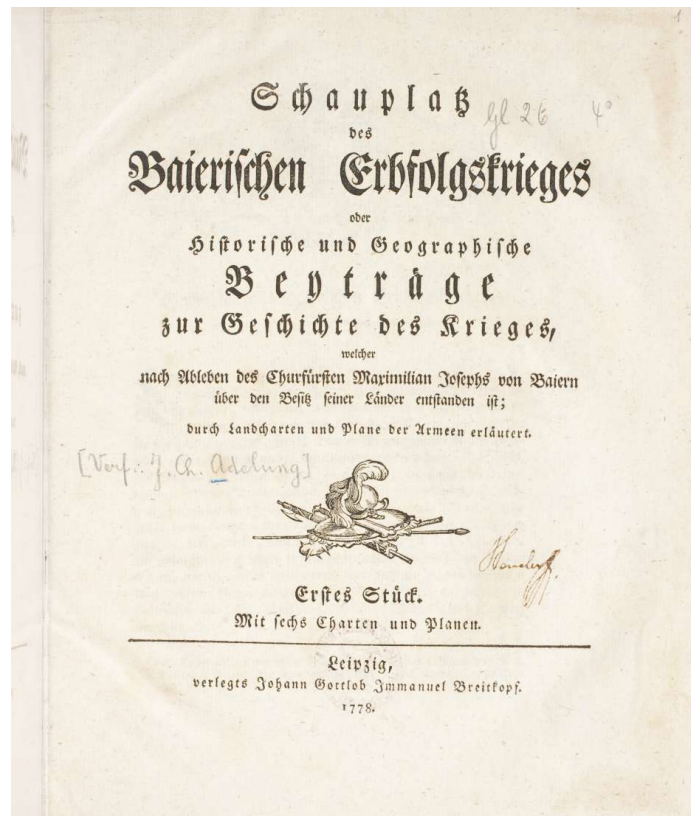 1
Schauplatz
Gl 26 4°
des
Baierischen Erbfolgskrieges
oder
Historische und Geographische
Beyträge
zur Geschichte des Krieges,
welcher
nach Ableben des Churfürsten Maximilian Josephs von Baiern
über den Besitz seiner Länder entstanden ist;
durch Landcharten und Plane der Armeen erläutert.
[Verf.: J. Ch. Adelung]
Erstes Stück.
Mit sechs Charten und Planen.
Leipzig,
verlegts Johann Gottlob Immanuel Breitkopf.
1778.